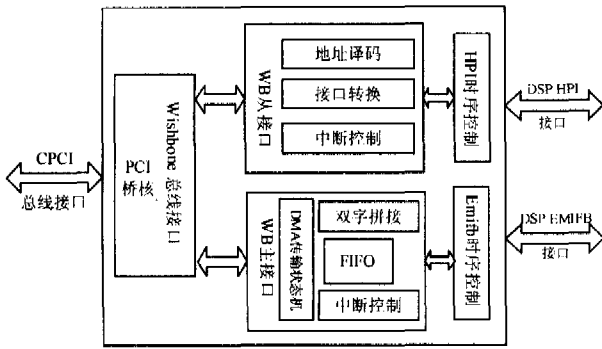 CPCI
总线接口
PCI
桥核
Wishbone 总线接口
WB从接口
地址译码
接口转换
中断控制
HPI时序控制
DSP HPI
接口
WB主接口
DMA传输状态机
双字拼接
FIFO
中断控制
Emifb时序控制
DSP EMIFB
接口